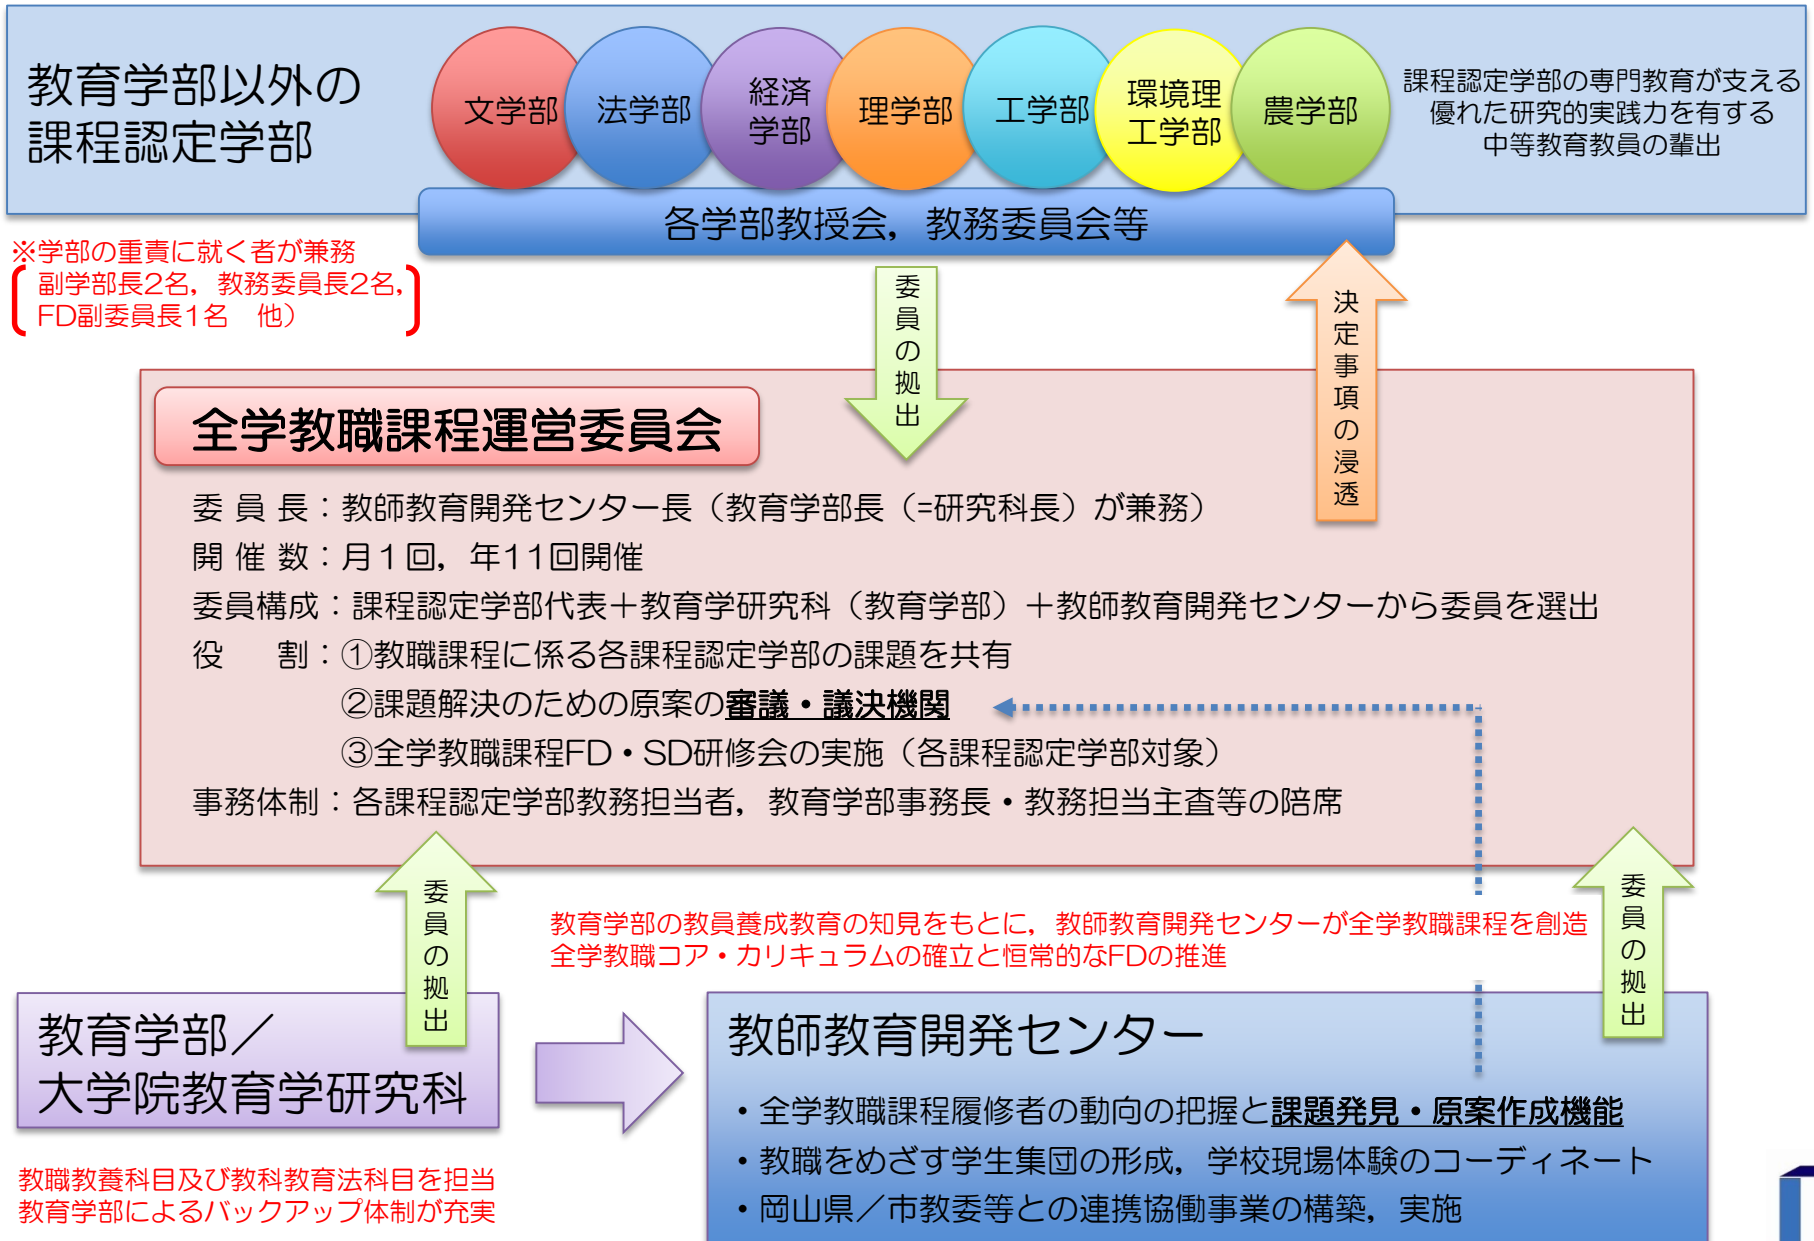 教育学部以外の
課程認定学部
文学部
法学部
経済
学部
理学部
工学部
環境理
工学部
農学部
課程認定学部の専門教育が支える
優れた研究的実践力を有する
中等教育教員の輩出
各学部教授会，教務委員会等
※学部の重責に就く者が兼務
副学部長2名，教務委員長2名，
FD副委員長1名　他）
委員の拠出
決定事項の浸透
全学教職課程運営委員会
委 員 長：教師教育開発センター長（教育学部長（=研究科長）が兼務）
開 催 数：月１回，年11回開催
委員構成：課程認定学部代表＋教育学研究科（教育学部）＋教師教育開発センターから委員を選出
役　 割：①教職課程に係る各課程認定学部の課題を共有
②課題解決のための原案の審議・議決機関
③全学教職課程FD・SD研修会の実施（各課程認定学部対象）
事務体制：各課程認定学部教務担当者，教育学部事務長・教務担当主査等の陪席
委員の拠出
委員の拠出
教育学部の教員養成教育の知見をもとに，教師教育開発センターが全学教職課程を創造
全学教職コア・カリキュラムの確立と恒常的なFDの推進
教育学部／
大学院教育学研究科
教職教養科目及び教科教育法科目を担当
教育学部によるバックアップ体制が充実
教師教育開発センター
・全学教職課程履修者の動向の把握と課題発見・原案作成機能
・教職をめざす学生集団の形成，学校現場体験のコーディネート
・岡山県／市教委等との連携協働事業の構築，実施